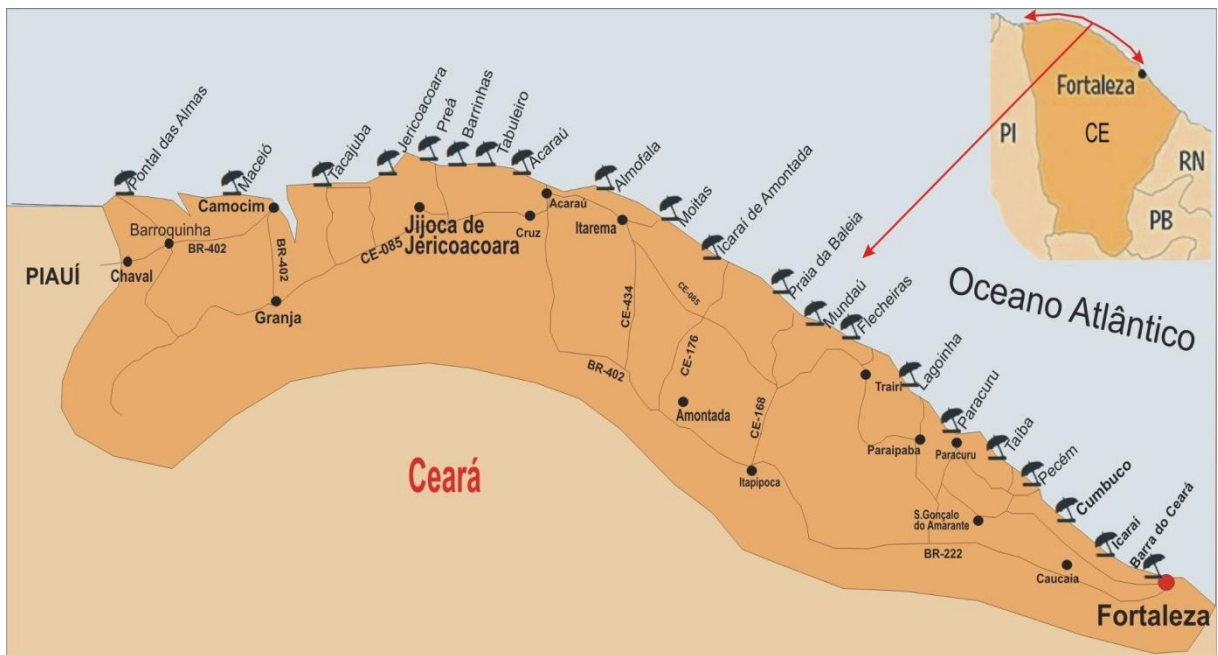 Pontal das Almas
Maceió
Tacajuba
Jericoacoara
Preá
Barrinhas
Tabuleiro
Acaraú
Almofala
Moitas
Icaraí de Amontada
Praia da Baleia
Mundaú
Flecheiras
Lagoinha
Paracuru
Taíba
Pecém
Cumbuco
Icaraí
Barra do Ceará
Fortaleza
PI
CE
RN
PB
Oceano Atlântico
PIAUÍ
Chaval
Barroquinha
BR-402
Camocim
BR-402
Granja
CE-085
Jijoca de
Jericoacoara
Cruz
Acaraú
Itarema
CE-434
CE-085
BR-402
CE-176
Amontada
CE-168
Itapipoca
Trairi
Paraipaba
Paracuru
S.Gonçalo
do Amarante
BR-222
Caucaia
Fortaleza
Ceará